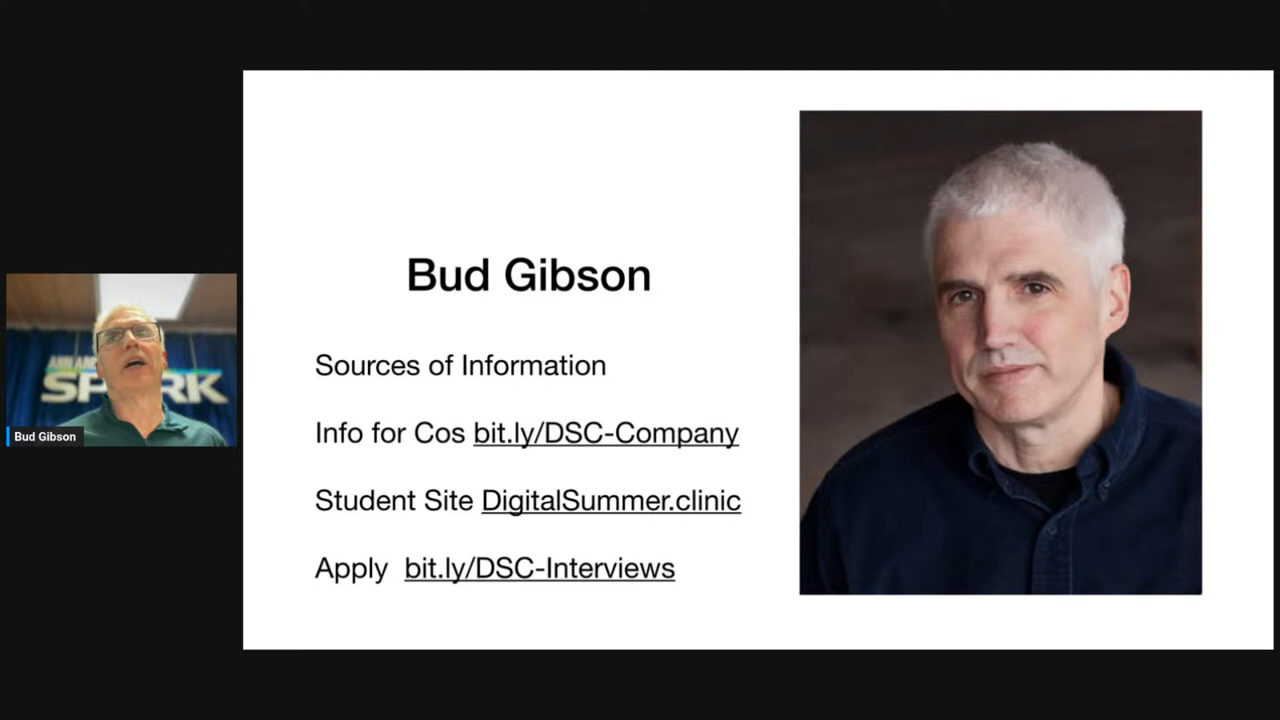 Bud Gibson
Sources of Information
Info for Cos bit.ly/DSC-Company
Student Site DigitalSummer.clinic
Apply bit.ly/DSC-Interviews
Bud Gibson